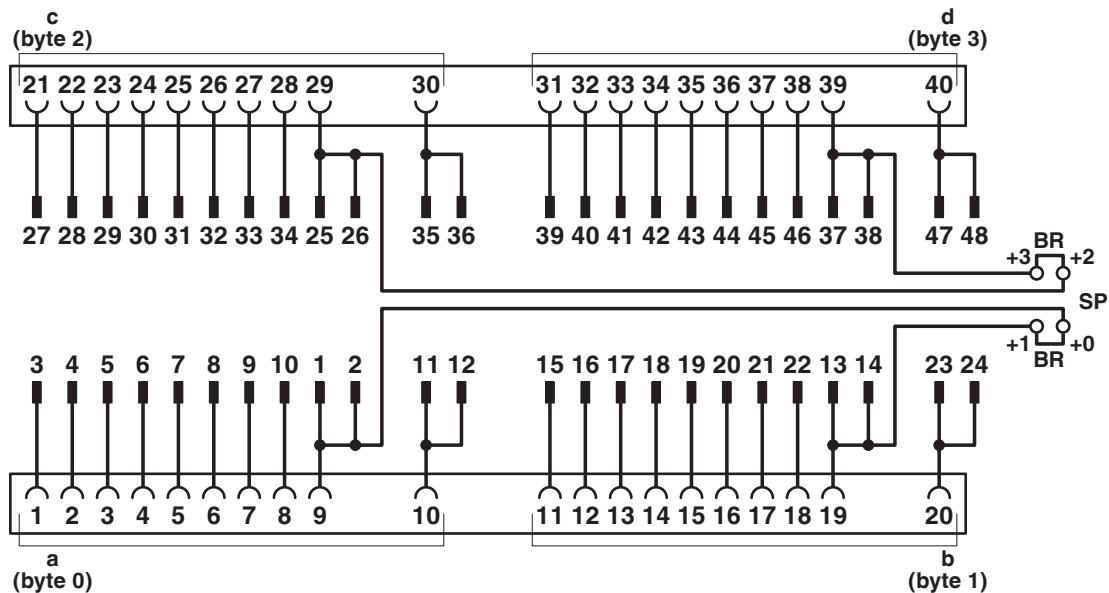 c d
(byte 2) (byte 3)
21 22 23 24 25 26 27 28 29 30 31 32 33 34 35 36 37 38 39 40
27 28 29 30 31 32 33 34 25 26 35 36 39 40 41 42 43 44 45 46 37 38 47 48
BR
+3 +2
SP
+1 +0
BR
3 4 5 6 7 8 9 10 1 2 11 12 15 16 17 18 19 20 21 22 13 14 23 24
1 2 3 4 5 6 7 8 9 10 11 12 13 14 15 16 17 18 19 20
a b
(byte 0) (byte 1)